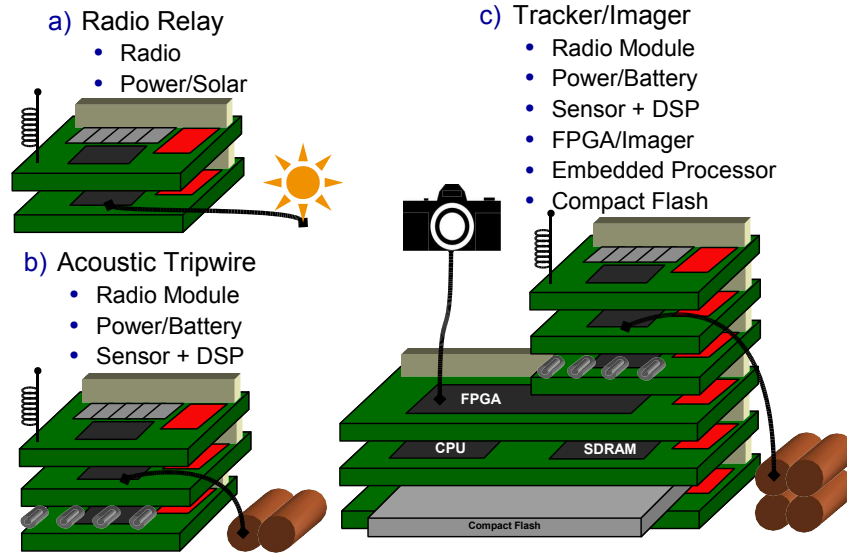 a) Radio Relay
• Radio
• Power/Solar
b) Acoustic Tripwire
• Radio Module
• Power/Battery
• Sensor + DSP
c) Tracker/Imager
• Radio Module
• Power/Battery
• Sensor + DSP
• FPGA/Imager
• Embedded Processor
• Compact Flash
FPGA
CPU
SDRAM
Compact Flash